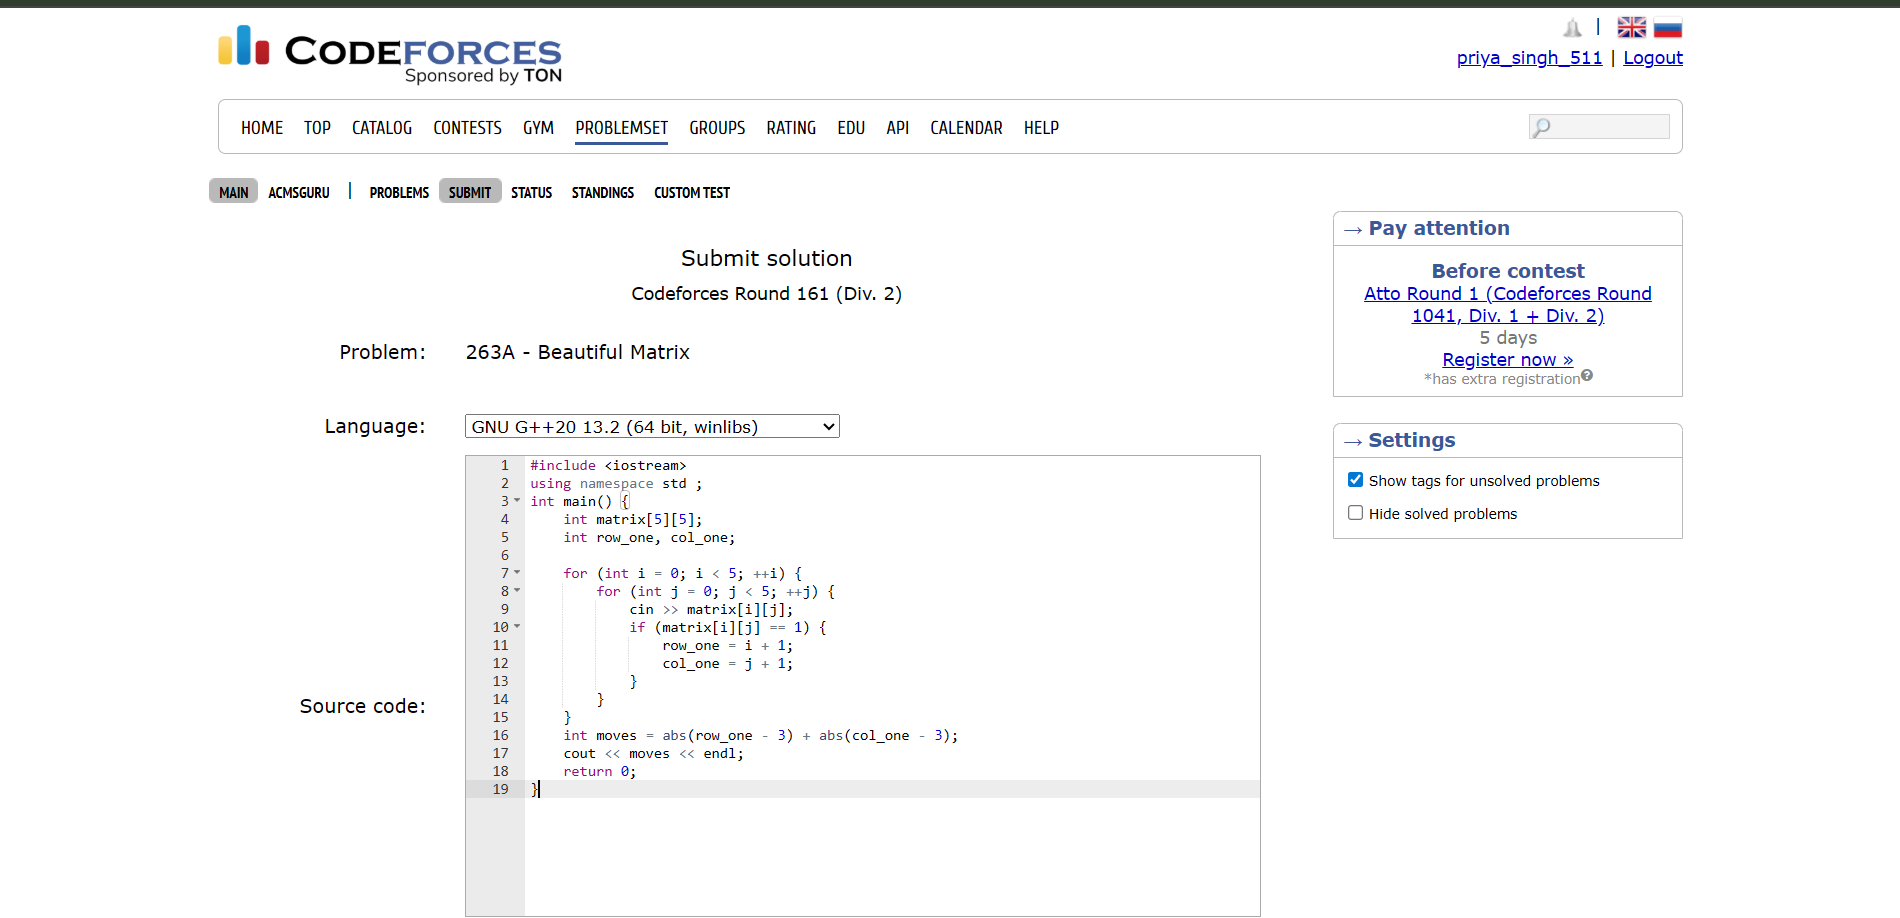 CODEFORCES
Sponsored by TON
|
priya_singh_511 | Logout
HOME TOP CATALOG CONTESTS GYM PROBLEMSET GROUPS RATING EDU API CALENDAR HELP
MAIN ACMSGURU | PROBLEMS SUBMIT STATUS STANDINGS CUSTOM TEST
Submit solution
Codeforces Round 161 (Div. 2)
Problem: 263A - Beautiful Matrix
Language: GNU G++20 13.2 (64 bit, winlibs)
Source code:
1 #include <iostream>
2 using namespace std ;
3 int main() {
4     int matrix[5][5];
5     int row_one, col_one;
6
7     for (int i = 0; i < 5; ++i) {
8         for (int j = 0; j < 5; ++j) {
9             cin >> matrix[i][j];
10             if (matrix[i][j] == 1) {
11                 row_one = i + 1;
12                 col_one = j + 1;
13             }
14         }
15     }
16     int moves = abs(row_one - 3) + abs(col_one - 3);
17     cout << moves << endl;
18     return 0;
19 }
→ Pay attention
Before contest
Atto Round 1 (Codeforces Round
1041, Div. 1 + Div. 2)
5 days
Register now »
*has extra registration?
→ Settings
Show tags for unsolved problems
Hide solved problems